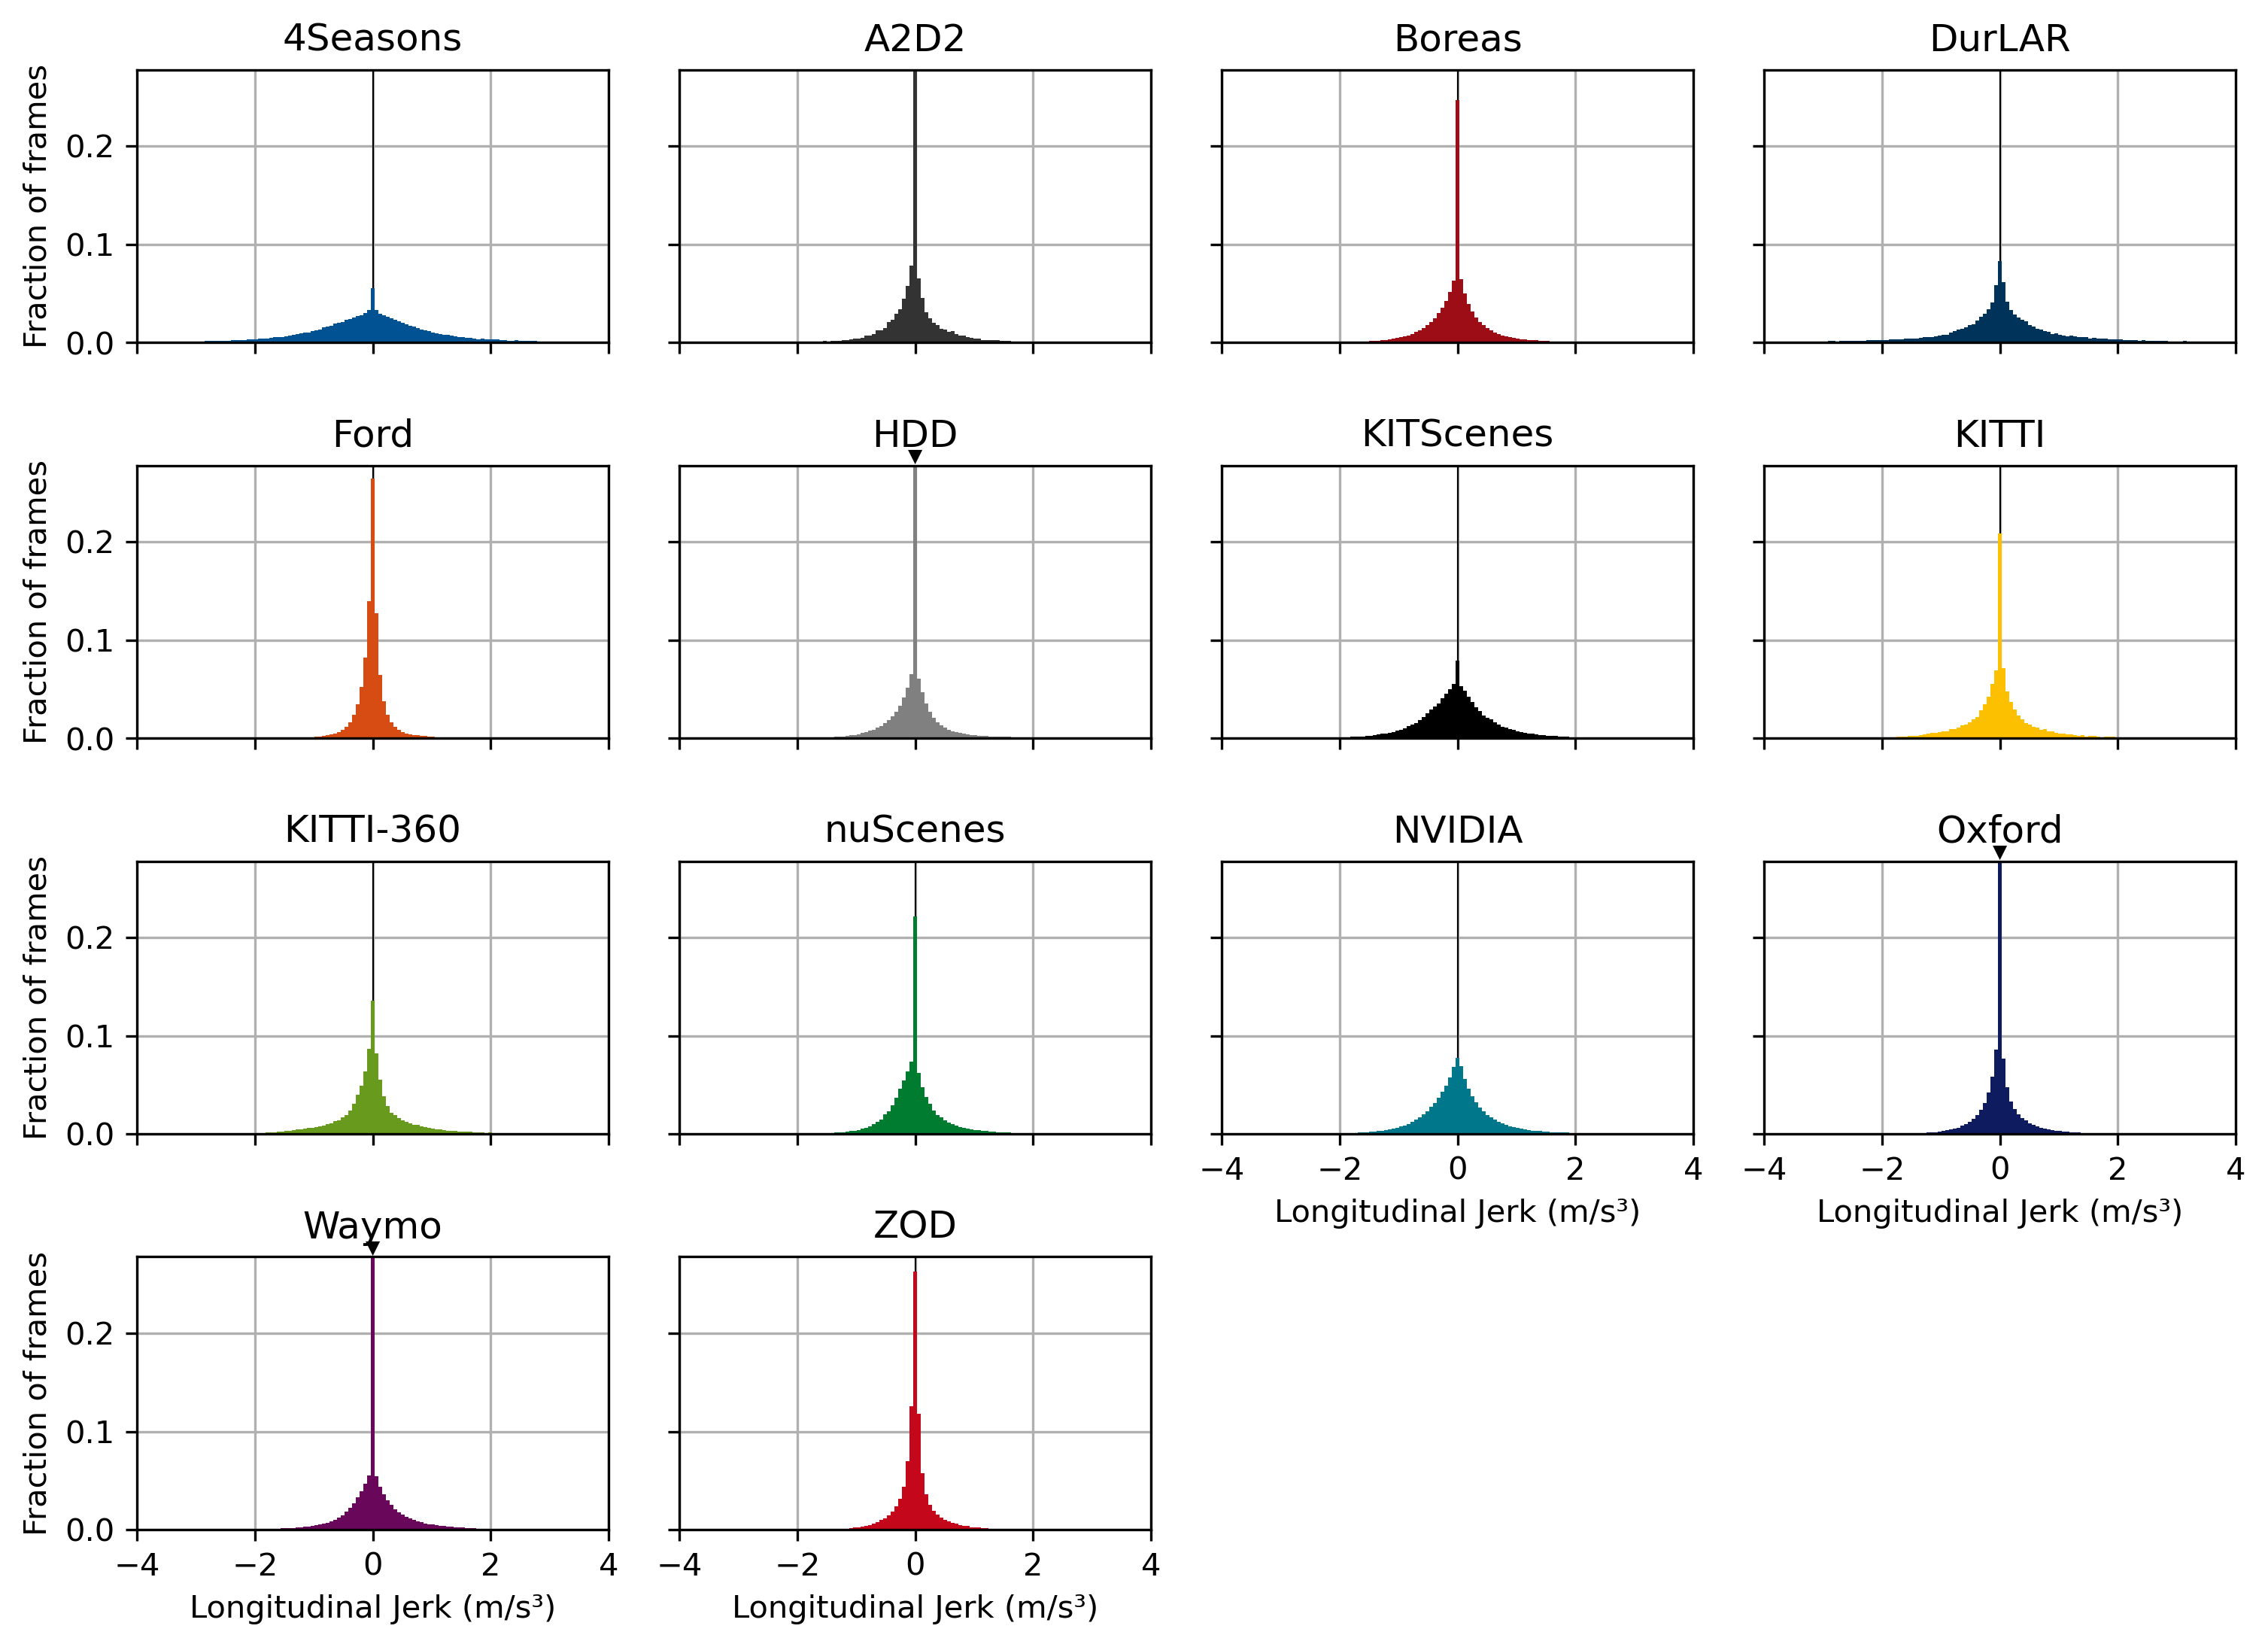 4Seasons A2D2 Boreas DurLAR
Fraction of frames
0.2
0.1
0.0
Ford HDD KITScenes KITTI
Fraction of frames
0.2
0.1
0.0
KITTI-360 nuScenes NVIDIA Oxford
Fraction of frames
0.2
0.1
0.0
−4 −2 0 2 4 −4 −2 0 2 4
Longitudinal Jerk (m/s³) Longitudinal Jerk (m/s³)
Waymo ZOD
Fraction of frames
0.2
0.1
0.0
−4 −2 0 2 4 −4 −2 0 2 4
Longitudinal Jerk (m/s³) Longitudinal Jerk (m/s³)